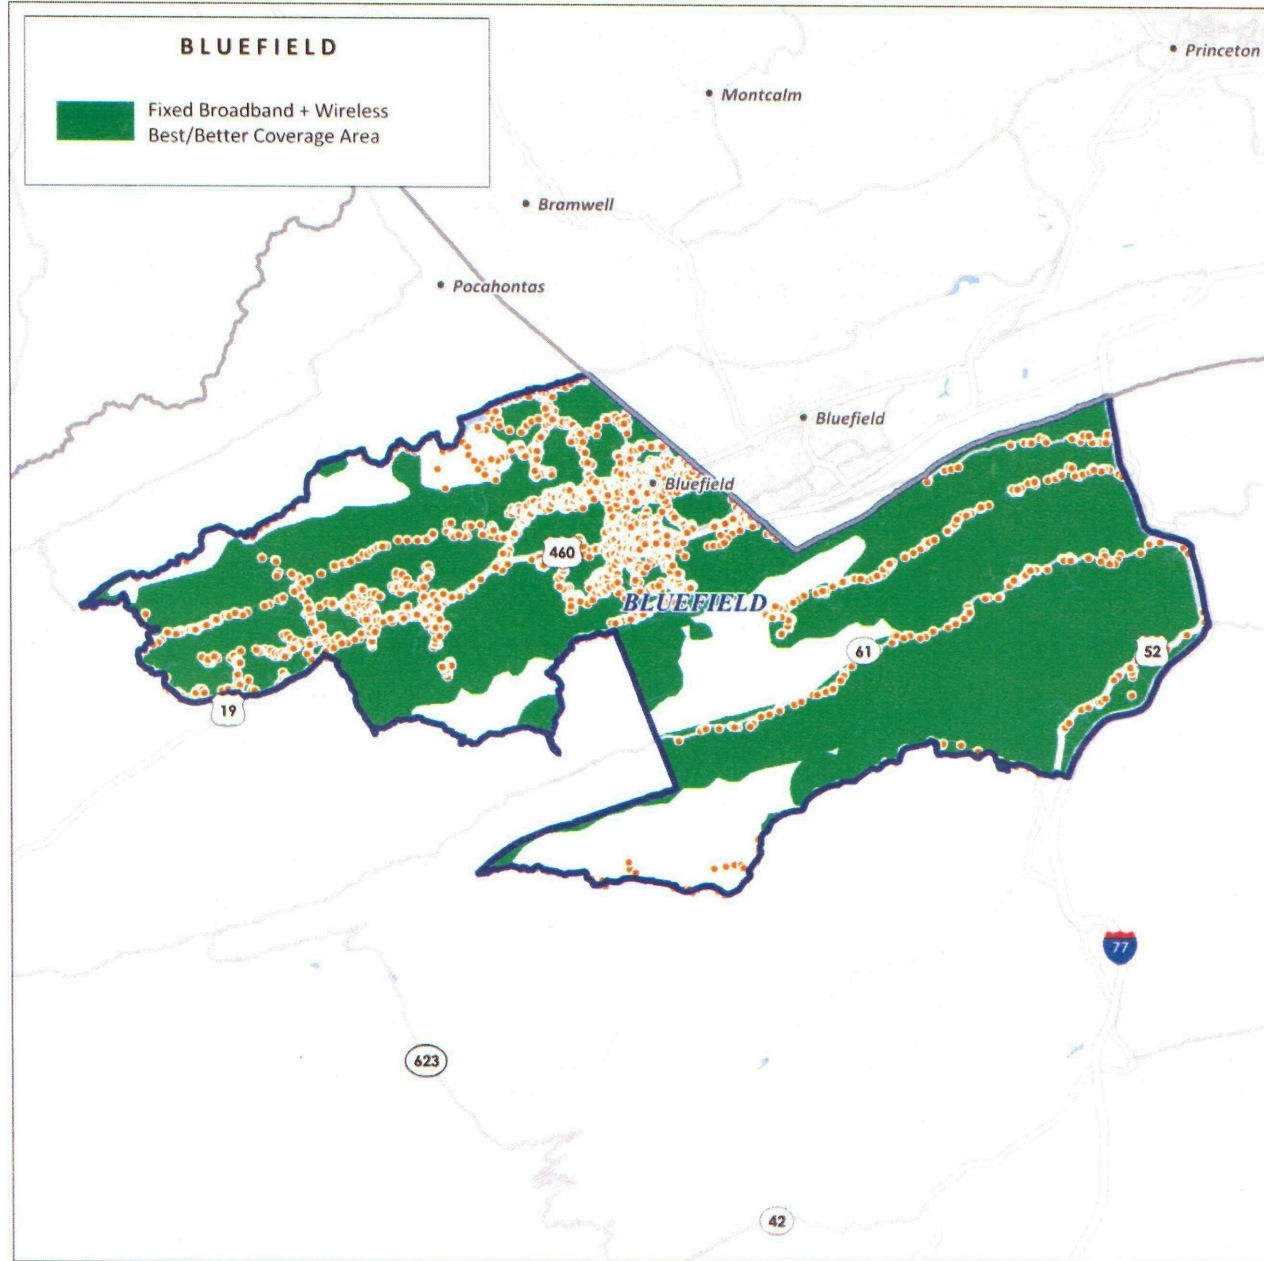 BLUEFIELD
Fixed Broadband + Wireless
Best/Better Coverage Area
Princeton
Montcalm
Bramwell
Pocahontas
Bluefield
Bluefield
460
BLUEFIELD
61
52
19
77
623
42